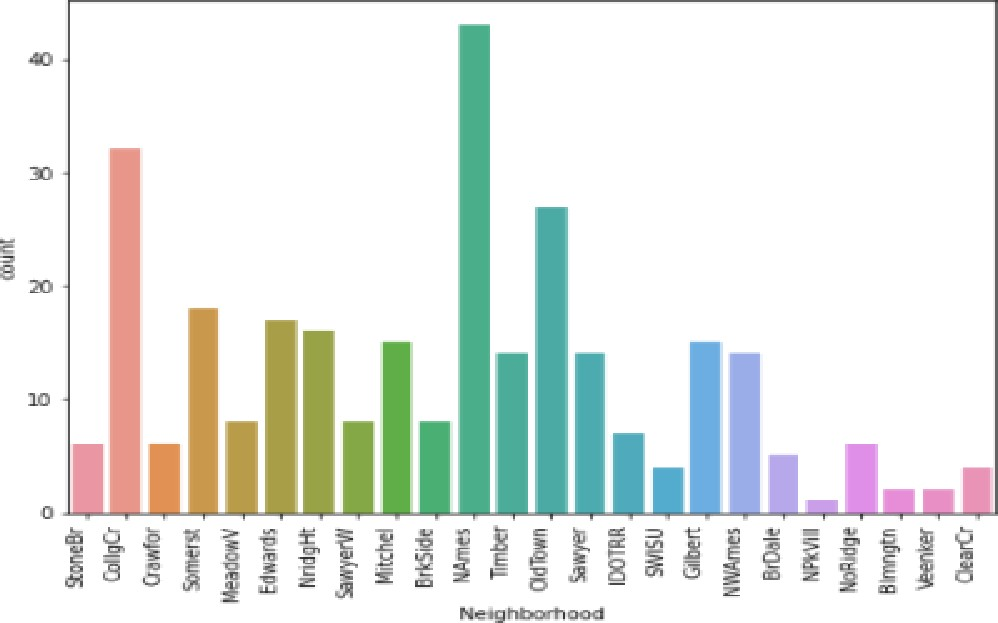 40
30
20
10
0
count
StoneBr
CollgCr
Crawfor
Somerst
MeadowV
Edwards
NridgHt
SawyerW
Mitchel
BrkSide
NAmes
Timber
OldTown
Sawyer
IDOTRR
SWISU
Gilbert
NWAmes
BrDale
NPkVill
NoRidge
Blmngtn
Veenker
ClearCr
Neighborhood